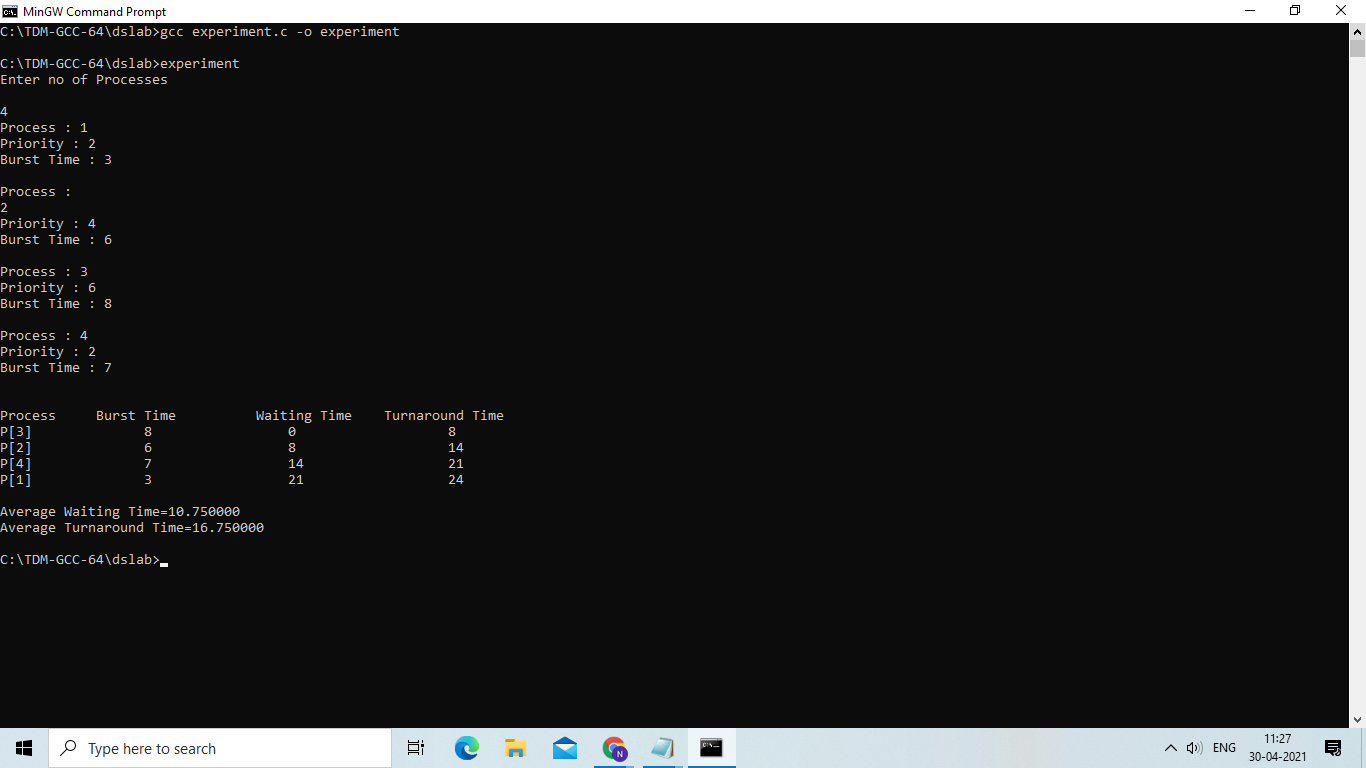 MinGW Command Prompt
C:\TDM-GCC-64\dslab>gcc experiment.c -o experiment
C:\TDM-GCC-64\dslab>experiment
Enter no of Processes
4
Process : 1
Priority : 2
Burst Time : 3
Process :
2
Priority : 4
Burst Time : 6
Process : 3
Priority : 6
Burst Time : 8
Process : 4
Priority : 2
Burst Time : 7
Process Burst Time Waiting Time Turnaround Time
P[3] 8 0 8
P[2] 6 8 14
P[4] 7 14 21
P[1] 3 21 24
Average Waiting Time=10.750000
Average Turnaround Time=16.750000
C:\TDM-GCC-64\dslab>
Type here to search
N
ENG
11:27
30-04-2021